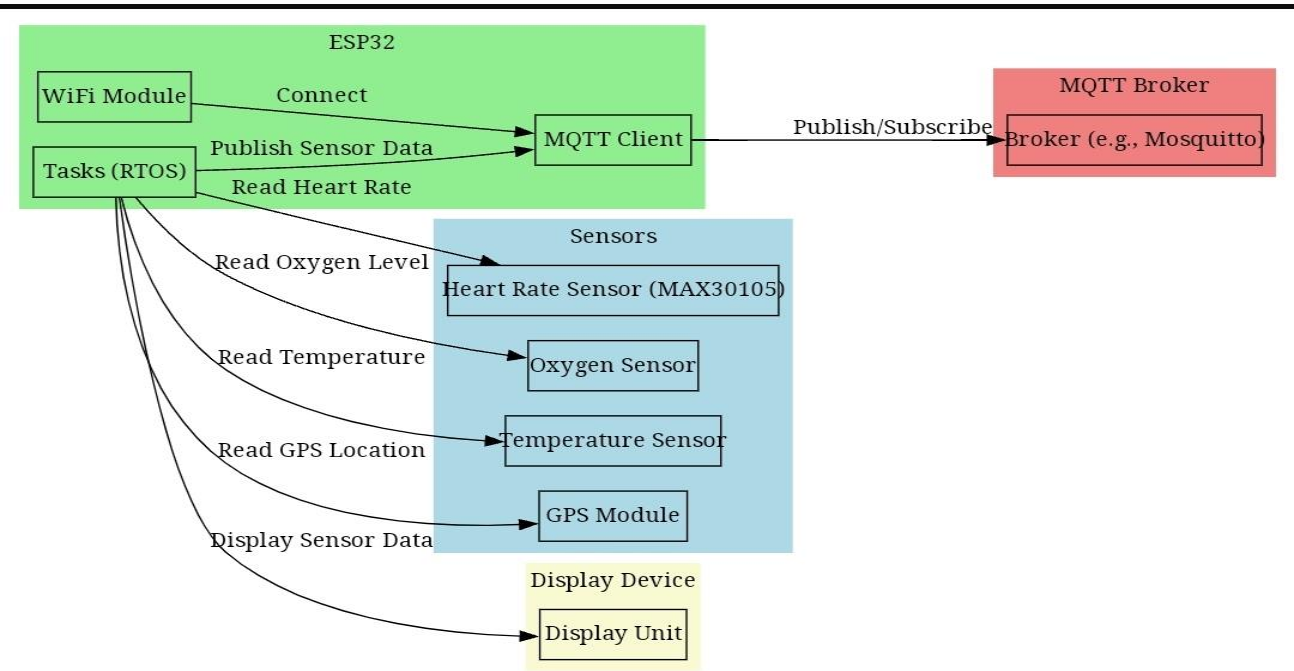 ESP32
WiFi Module
Connect
MQTT Client
Publish Sensor Data
Tasks (RTOS)
Read Heart Rate
Publish/Subscribe
MQTT Broker
Broker (e.g., Mosquitto)
Sensors
Read Oxygen Level
Heart Rate Sensor (MAX30105)
Oxygen Sensor
Read Temperature
Temperature Sensor
Read GPS Location
GPS Module
Display Sensor Data
Display Device
Display Unit